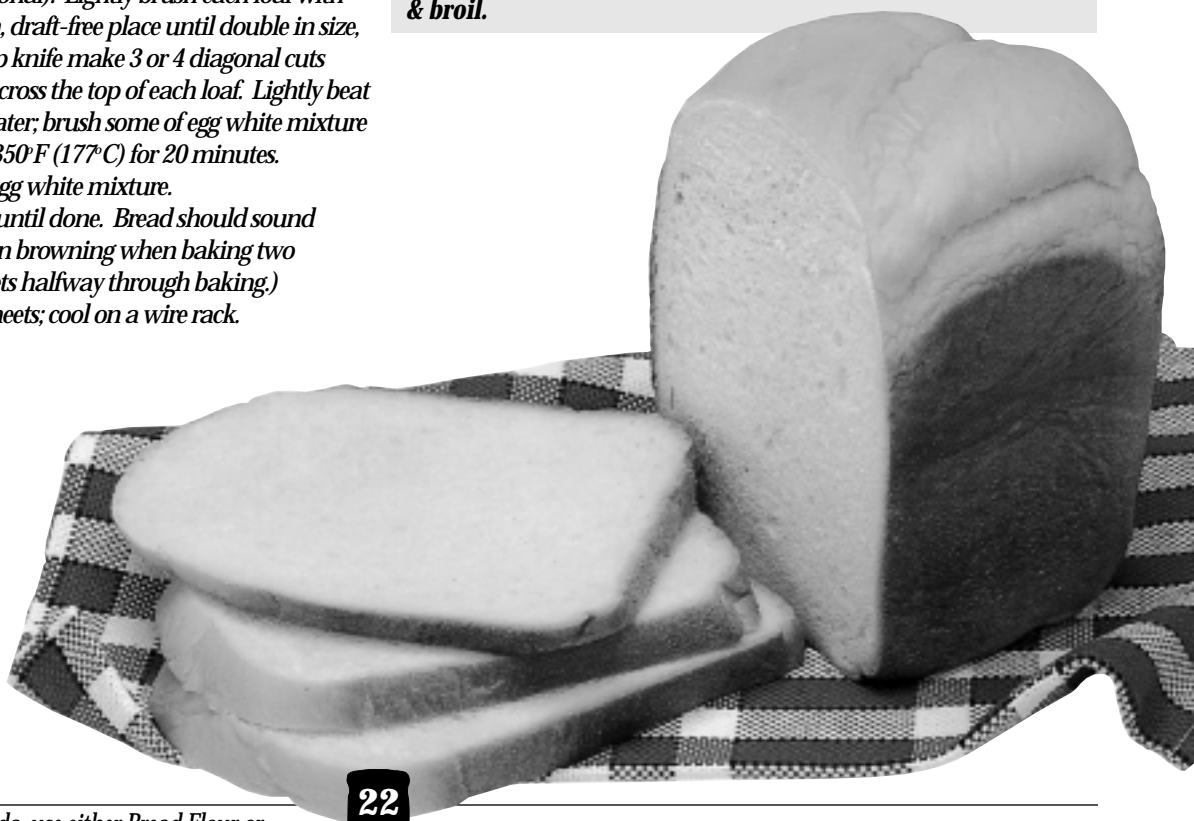 Lightly brush each loaf with
, draft-free place until double in size,
knife make 3 or 4 diagonal cuts
cross the top of each loaf. Lightly beat
ater; brush some of egg white mixture
350°F (177°C) for 20 minutes.
gg white mixture.
until done. Bread should sound
n browning when baking two
ts halfway through baking.)
heets; cool on a wire rack.
& broil.
22
use either Bread Flour or